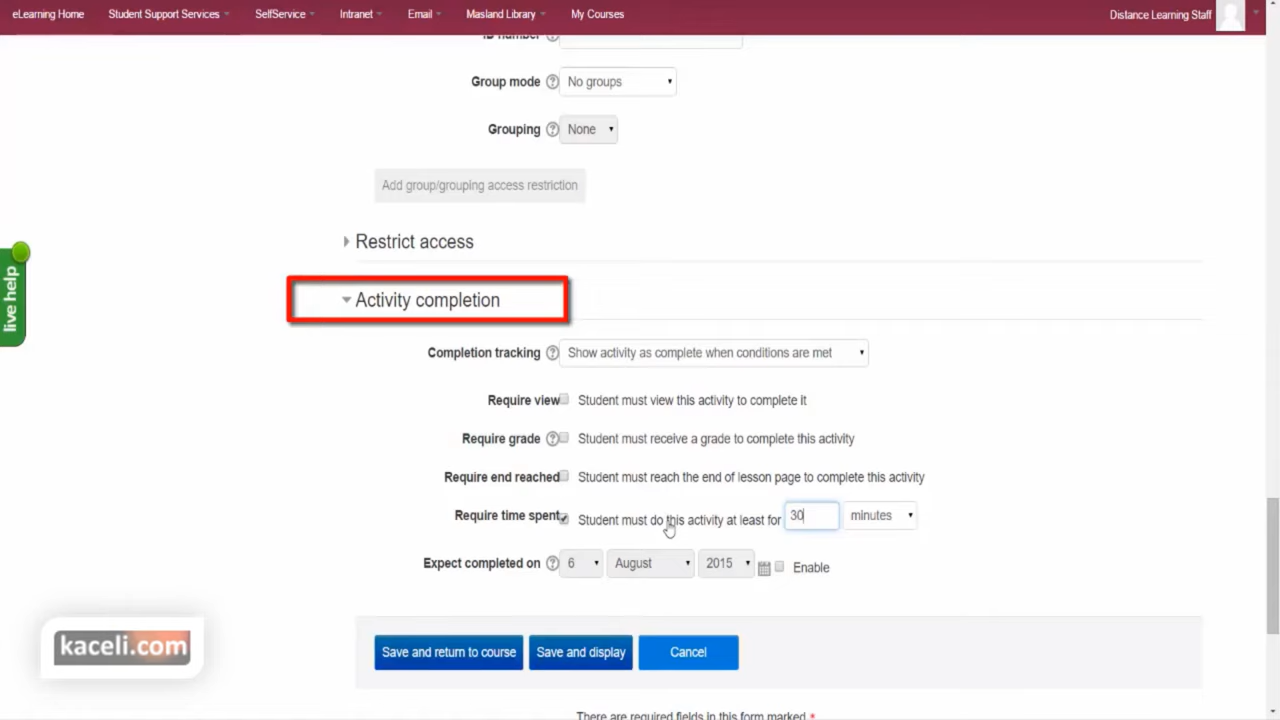 eLearning Home Student Support Services SelfService Intranet Email Masland Library My Courses Distance Learning Staff
ID number
Group mode No groups
Grouping None
Add group/grouping access restriction
Restrict access
Activity completion
live help
Completion tracking Show activity as complete when conditions are met
Require view Student must view this activity to complete it
Require grade Student must receive a grade to complete this activity
Require end reached Student must reach the end of lesson page to complete this activity
Require time spent Student must do this activity at least for 30 minutes
Expect completed on 6 August 2015 Enable
kaceli.com
Save and return to course Save and display Cancel
There are required fields in this form marked *